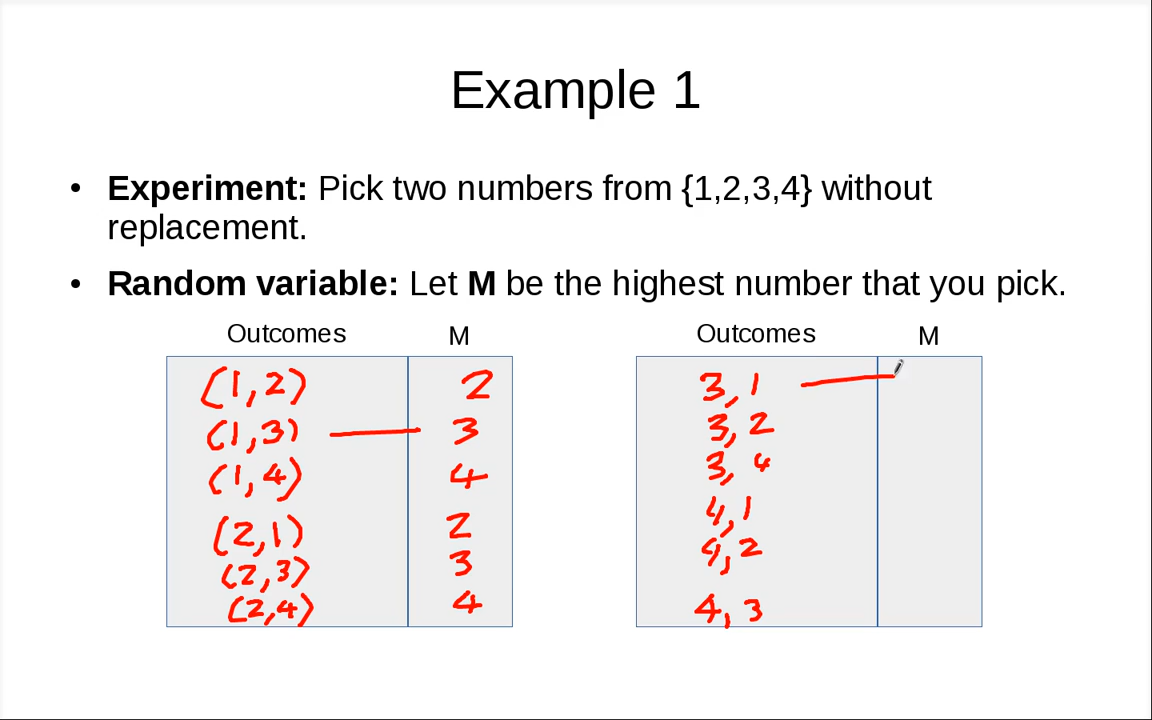 Example 1
• Experiment: Pick two numbers from {1,2,3,4} without
replacement.
• Random variable: Let M be the highest number that you pick.
Outcomes M
(1,2) 2
(1,3) 3
(1,4) 4
(2,1) 2
(2,3) 3
(2,4) 4
Outcomes M
3,1
3,2
3,4
4,1
4,2
4,3